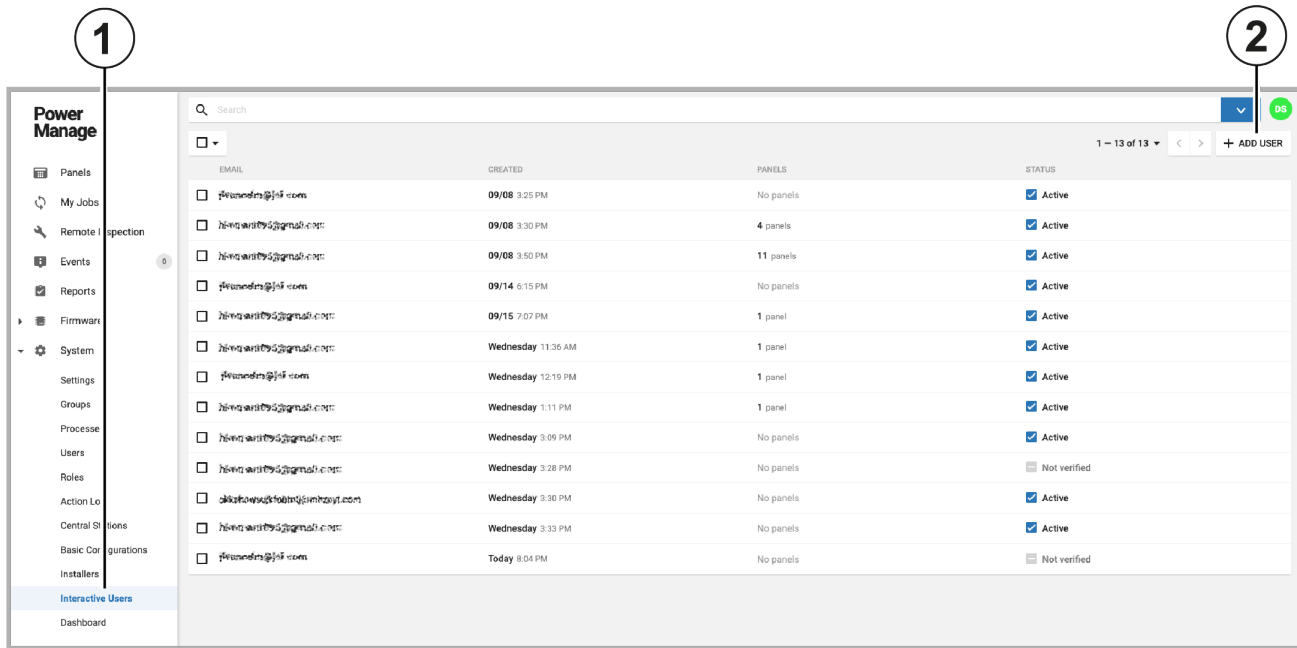 1
2
Power
Manage
Search
DS
1 – 13 of 13
ADD USER
Panels
My Jobs
Remote I spection
Events 0
Reports
Firmware
System
Settings
Groups
Processe
Users
Roles
Action Lo
Central St tions
Basic Con gurations
Installers
Interactive Users
Dashboard
EMAIL CREATED PANELS STATUS
09/08 3:25 PM No panels Active
09/08 3:30 PM 4 panels Active
09/08 3:50 PM 11 panels Active
09/14 6:15 PM No panels Active
09/15 7:07 PM 1 panel Active
Wednesday 11:36 AM 1 panel Active
Wednesday 12:19 PM 1 panel Active
Wednesday 1:11 PM 1 panel Active
Wednesday 3:09 PM No panels Active
Wednesday 3:28 PM No panels Not verified
Wednesday 3:30 PM No panels Active
Wednesday 3:33 PM No panels Active
Today 8:04 PM No panels Not verified